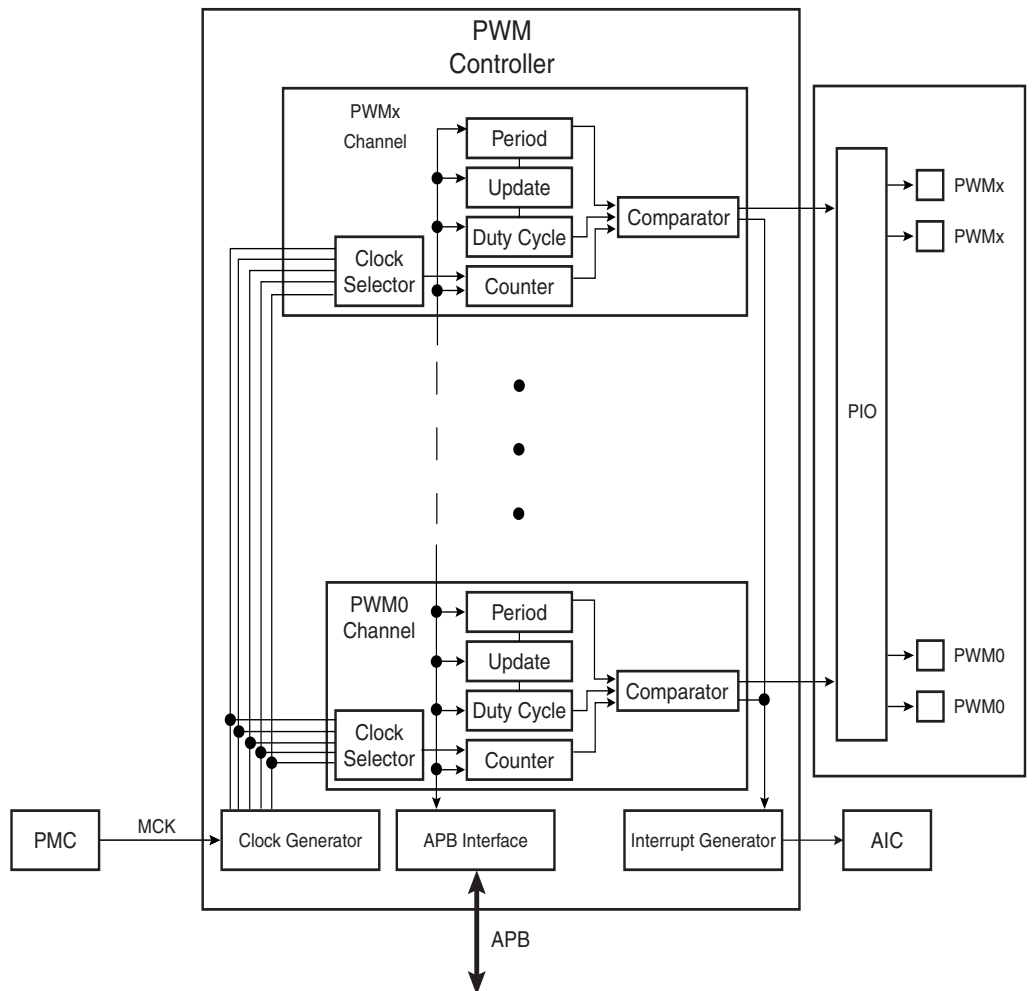 PWM
Controller
PWMx
Channel
Period
Update
Duty Cycle
Counter
Clock
Selector
Comparator
PIO
PWMx
PWMx
PWM0
Channel
Period
Update
Duty Cycle
Counter
Clock
Selector
Comparator
PWM0
PWM0
PMC
MCK
Clock Generator
APB Interface
Interrupt Generator
AIC
APB